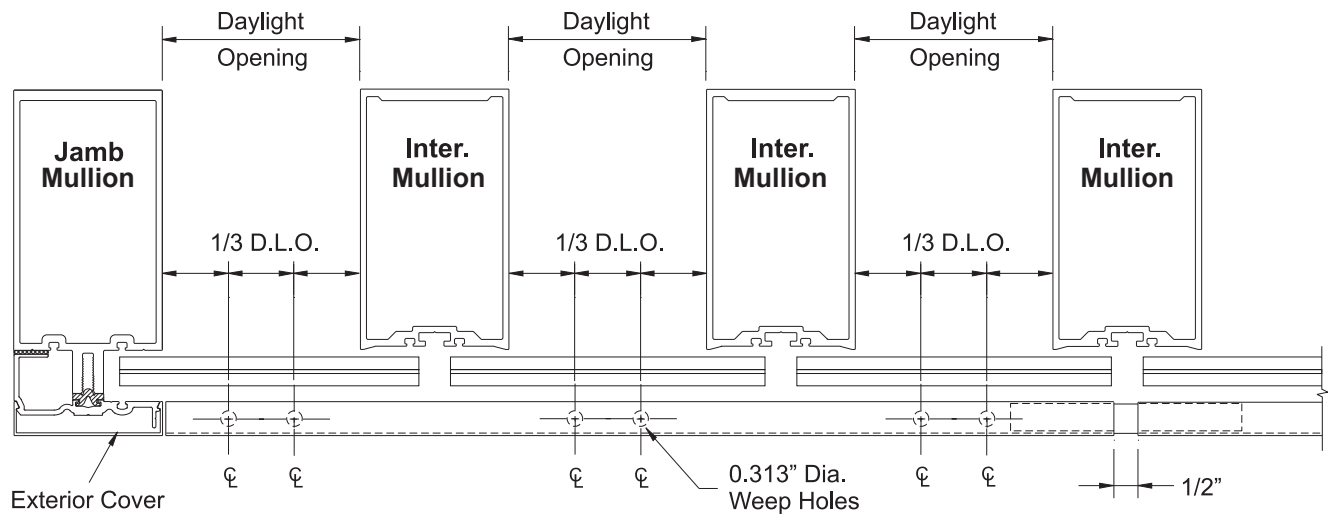 Daylight
Opening
Daylight
Opening
Daylight
Opening
Jamb
Mullion
Inter.
Mullion
Inter.
Mullion
Inter.
Mullion
1/3 D.L.O.
1/3 D.L.O.
1/3 D.L.O.
℄
℄
℄
℄
℄
℄
Exterior Cover
0.313” Dia.
Weep Holes
1/2”